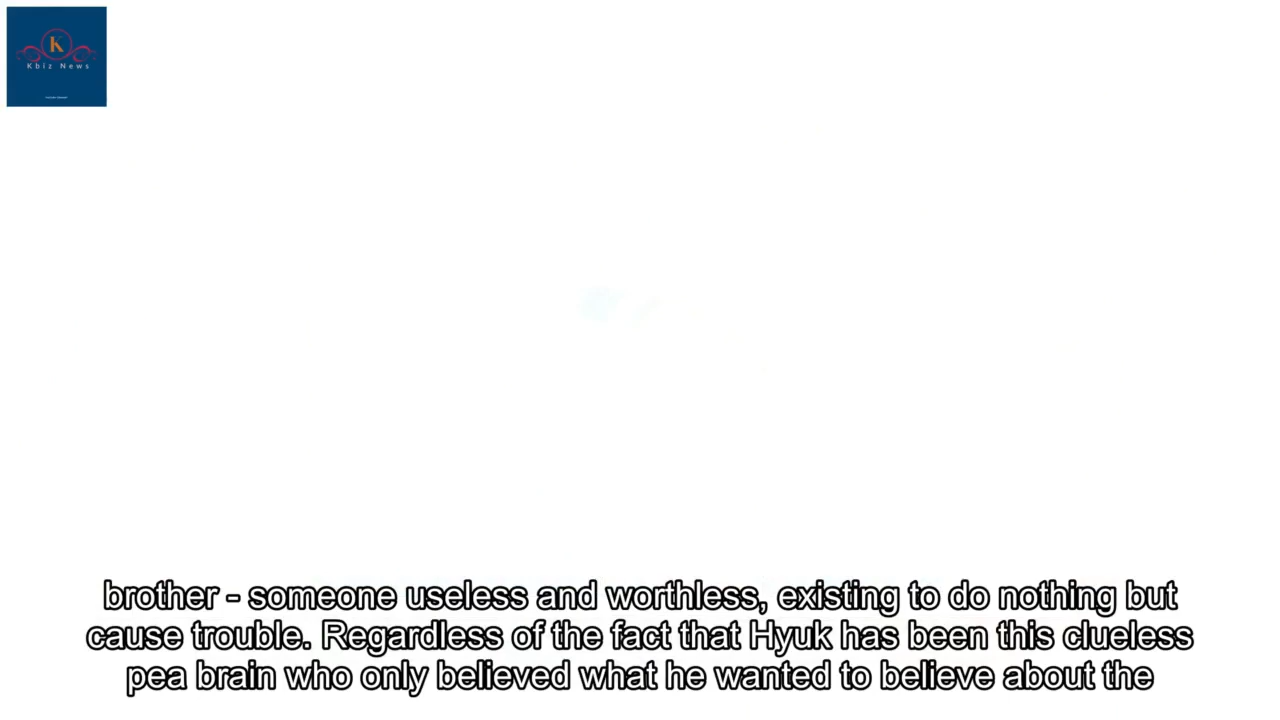 K
Kbiz News
brother - someone useless and worthless, existing to do nothing but
cause trouble. Regardless of the fact that Hyuk has been this clueless
pea brain who only believed what he wanted to believe about the